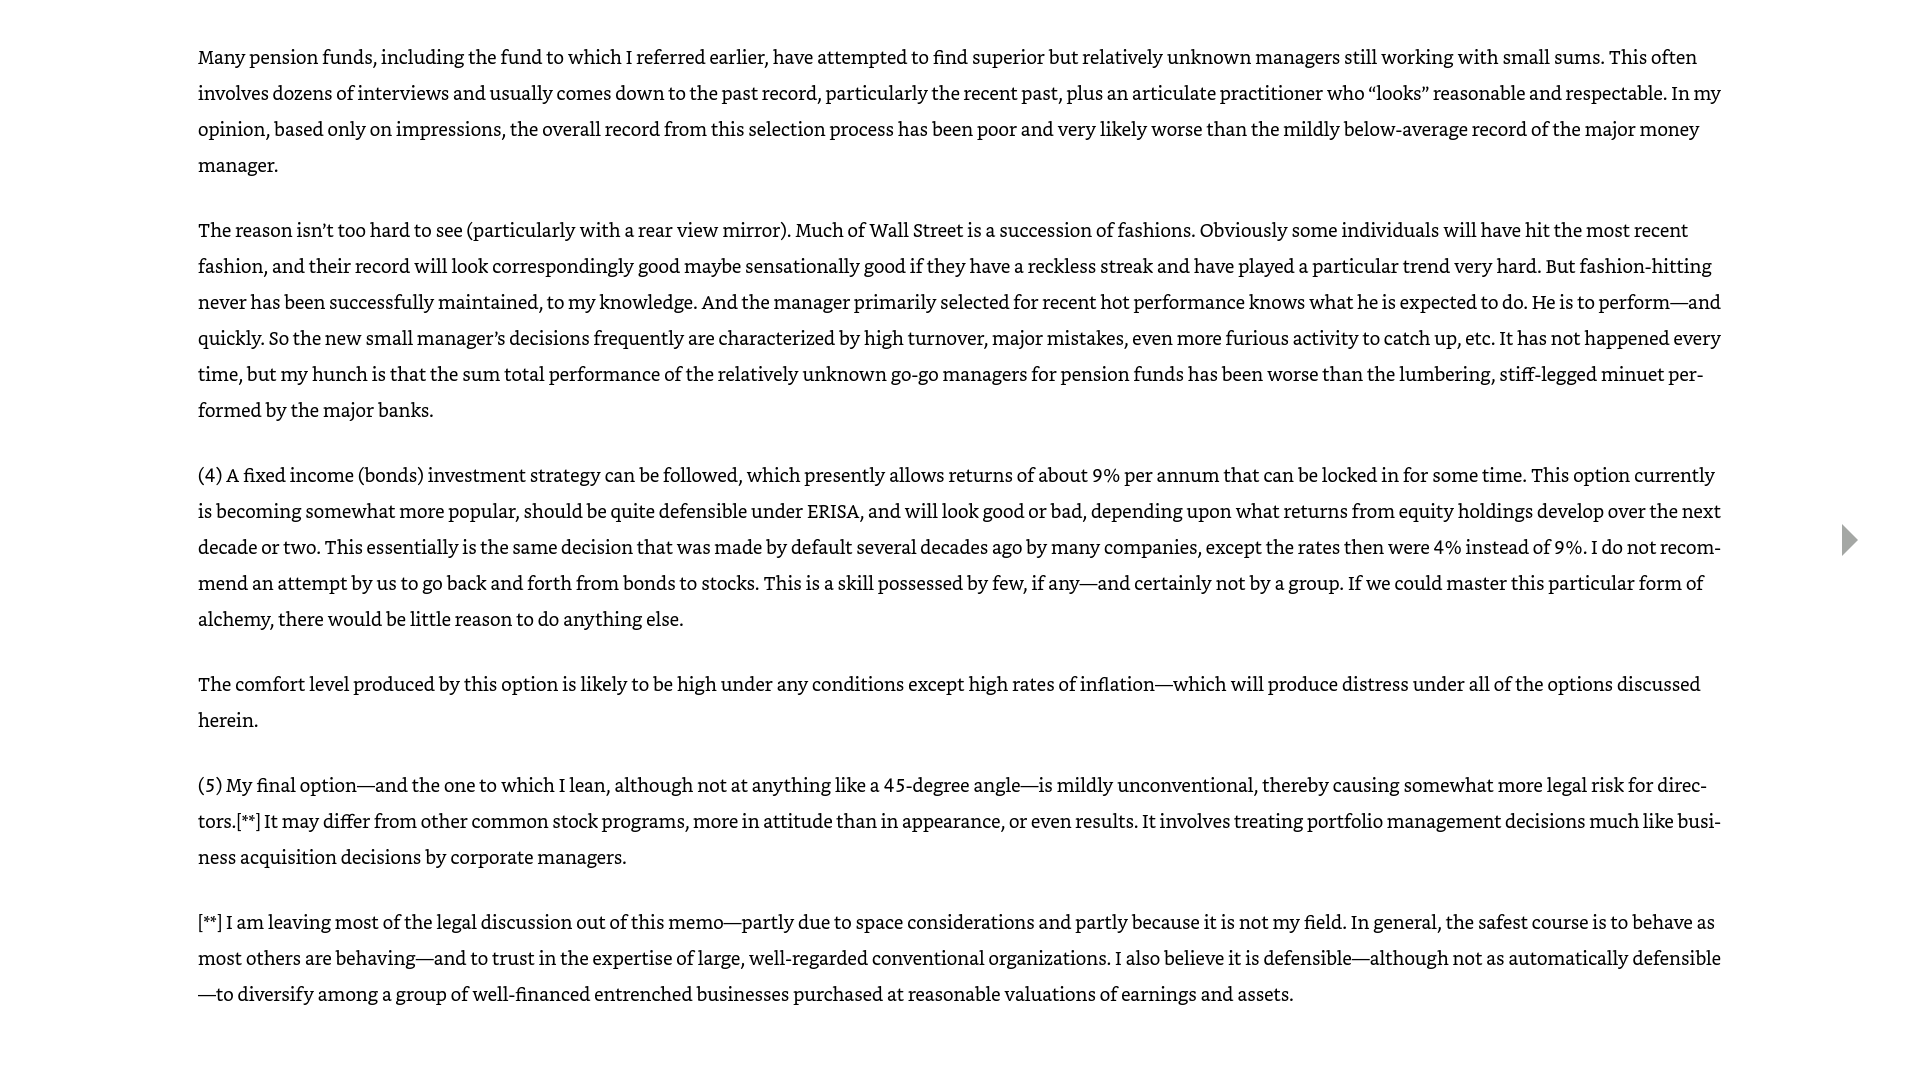 Many pension funds, including the fund to which I referred earlier, have attempted to find superior but relatively unknown managers still working with small sums. This often
involves dozens of interviews and usually comes down to the past record, particularly the recent past, plus an articulate practitioner who “looks” reasonable and respectable. In my
opinion, based only on impressions, the overall record from this selection process has been poor and very likely worse than the mildly below-average record of the major money
manager.
The reason isn’t too hard to see (particularly with a rear view mirror). Much of Wall Street is a succession of fashions. Obviously some individuals will have hit the most recent
fashion, and their record will look correspondingly good maybe sensationally good if they have a reckless streak and have played a particular trend very hard. But fashion-hitting
never has been successfully maintained, to my knowledge. And the manager primarily selected for recent hot performance knows what he is expected to do. He is to perform—and
quickly. So the new small manager’s decisions frequently are characterized by high turnover, major mistakes, even more furious activity to catch up, etc. It has not happened every
time, but my hunch is that the sum total performance of the relatively unknown go-go managers for pension funds has been worse than the lumbering, stiff-legged minuet per-
formed by the major banks.
(4) A fixed income (bonds) investment strategy can be followed, which presently allows returns of about 9% per annum that can be locked in for some time. This option currently
is becoming somewhat more popular, should be quite defensible under ERISA, and will look good or bad, depending upon what returns from equity holdings develop over the next
decade or two. This essentially is the same decision that was made by default several decades ago by many companies, except the rates then were 4% instead of 9%. I do not recom-
mend an attempt by us to go back and forth from bonds to stocks. This is a skill possessed by few, if any—and certainly not by a group. If we could master this particular form of
alchemy, there would be little reason to do anything else.
The comfort level produced by this option is likely to be high under any conditions except high rates of inflation—which will produce distress under all of the options discussed
herein.
(5) My final option—and the one to which I lean, although not at anything like a 45-degree angle—is mildly unconventional, thereby causing somewhat more legal risk for direc-
tors.[**] It may differ from other common stock programs, more in attitude than in appearance, or even results. It involves treating portfolio management decisions much like busi-
ness acquisition decisions by corporate managers.
[**] I am leaving most of the legal discussion out of this memo—partly due to space considerations and partly because it is not my field. In general, the safest course is to behave as
most others are behaving—and to trust in the expertise of large, well-regarded conventional organizations. I also believe it is defensible—although not as automatically defensible
—to diversify among a group of well-financed entrenched businesses purchased at reasonable valuations of earnings and assets.